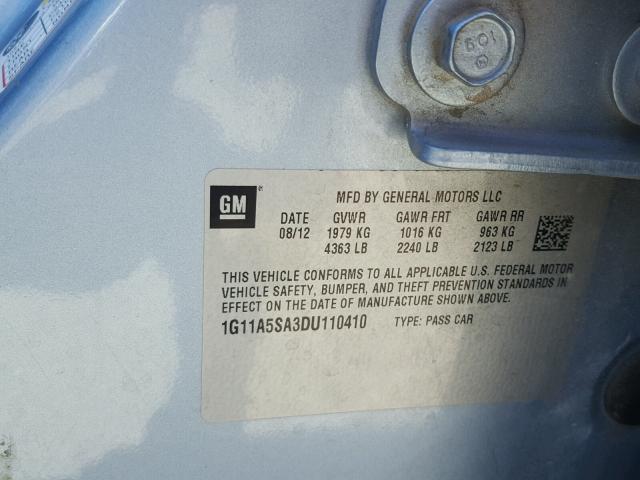 GM
MFD BY GENERAL MOTORS LLC
DATE GVWR GAWR FRT GAWR RR
08/12 1979 KG 1016 KG 963 KG
4363 LB 2240 LB 2123 LB
THIS VEHICLE CONFORMS TO ALL APPLICABLE U.S. FEDERAL MOTOR
VEHICLE SAFETY, BUMPER, AND THEFT PREVENTION STANDARDS IN
EFFECT ON THE DATE OF MANUFACTURE SHOWN ABOVE.
1G11A5SA3DU110410 TYPE: PASS CAR